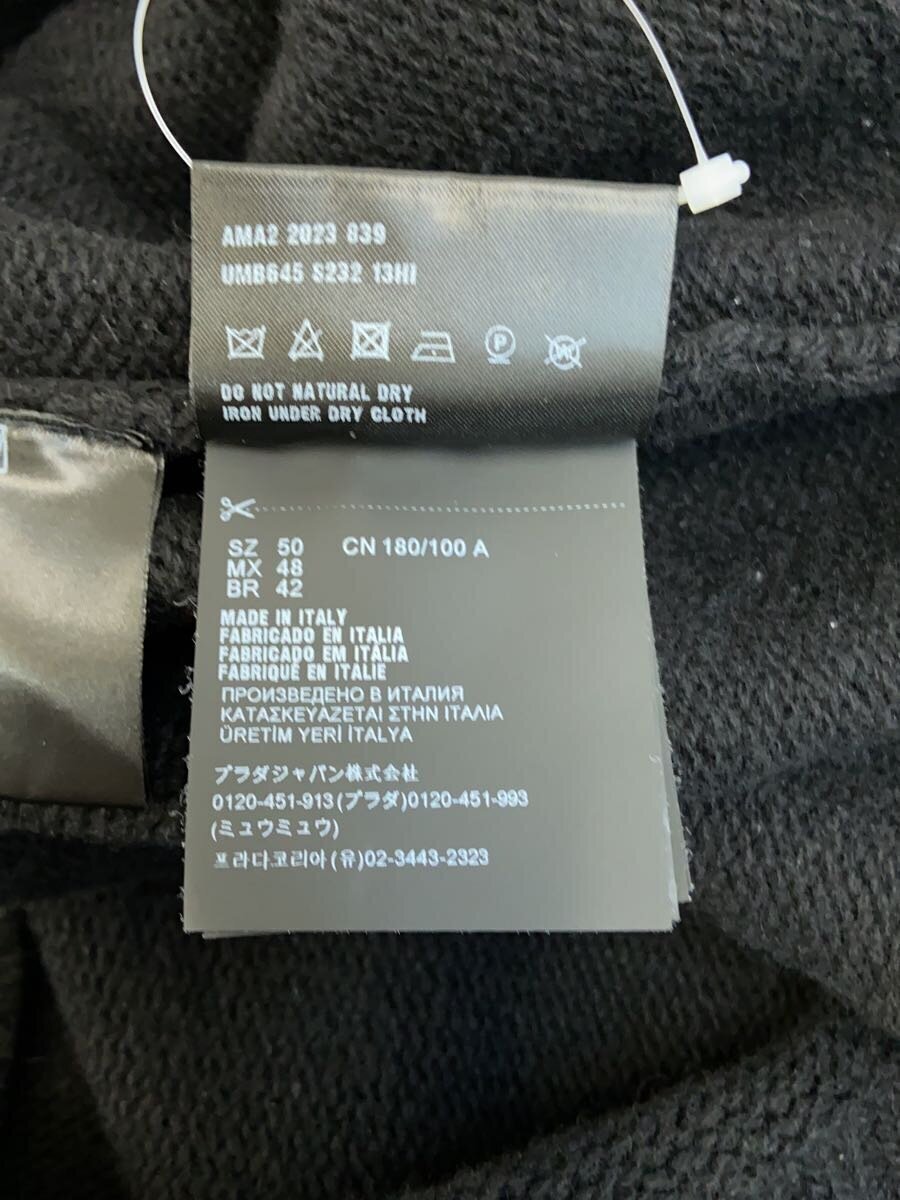 AMA2 2023 839
UMB645 S232 13HI
P
DO NOT NATURAL DRY
IRON UNDER DRY CLOTH
SZ 50 CN 180/100 A
MX 48
BR 42
MADE IN ITALY
FABRICADO EN ITALIA
FABRICADO EM ITÁLIA
FABRIQUE EN ITALIE
ПРОИЗВЕДЕНО В ИТАЛИЯ
ΚΑΤΑΣΚΕΥΑΖΕΤΑΙ ΣΤΗΝ ΙΤΑΛΙΑ
ÜRETİM YERİ İTALYA
プラダジャパン株式会社
0120-451-913(プラダ)0120-451-993
(ミュウミュウ)
프라다코리아(유)02-3443-2323